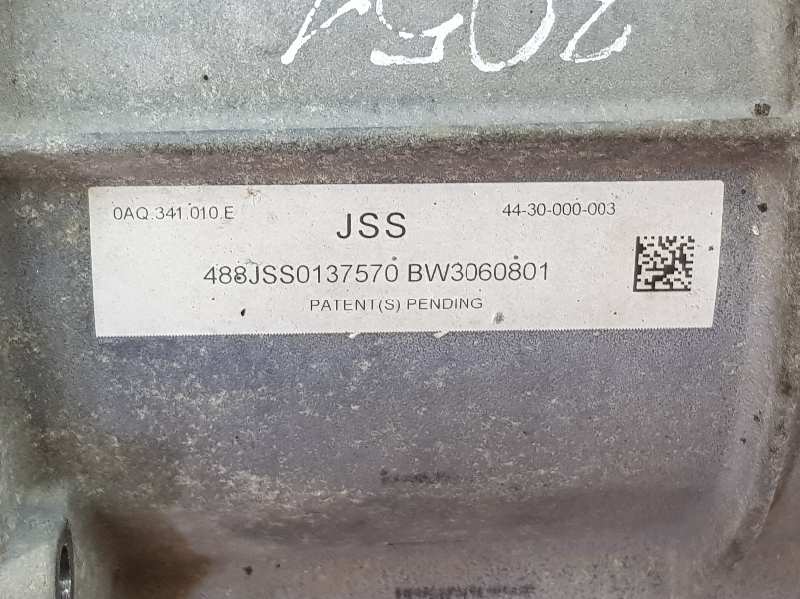 0AQ.341.010.E
JSS
44-30-000-003
488JSS0137570 BW3060801
PATENT(S) PENDING